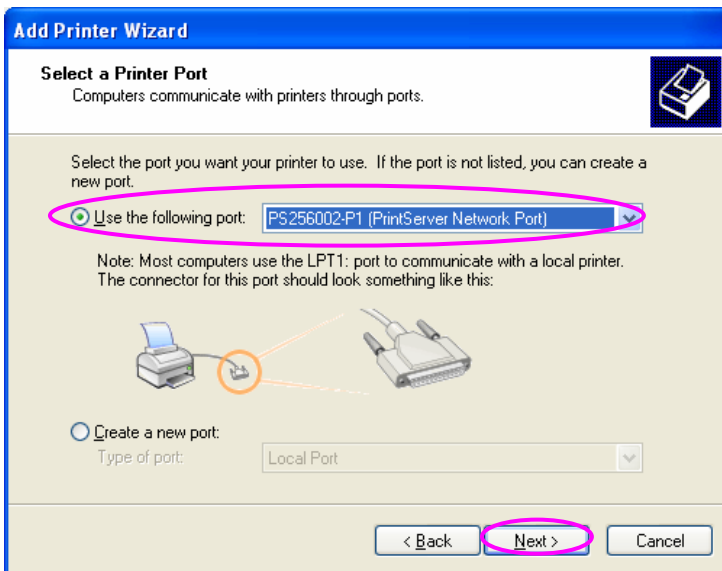 Add Printer Wizard
Select a Printer Port
Computers communicate with printers through ports.
Select the port you want your printer to use. If the port is not listed, you can create a
new port.
Use the following port: PS256002-P1 (PrintServer Network Port)
Note: Most computers use the LPT1: port to communicate with a local printer.
The connector for this port should look something like this:
Create a new port:
Type of port: Local Port
< Back Next > Cancel